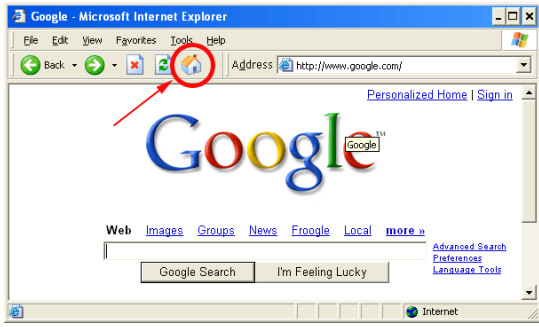 Google - Microsoft Internet Explorer
File Edit View Favorites Tools Help
Back Address http://www.google.com/
Personalized Home | Sign in
Google™
Google
Web Images Groups News Froogle Local more »
Advanced Search
Preferences
Language Tools
Google Search I'm Feeling Lucky
Internet